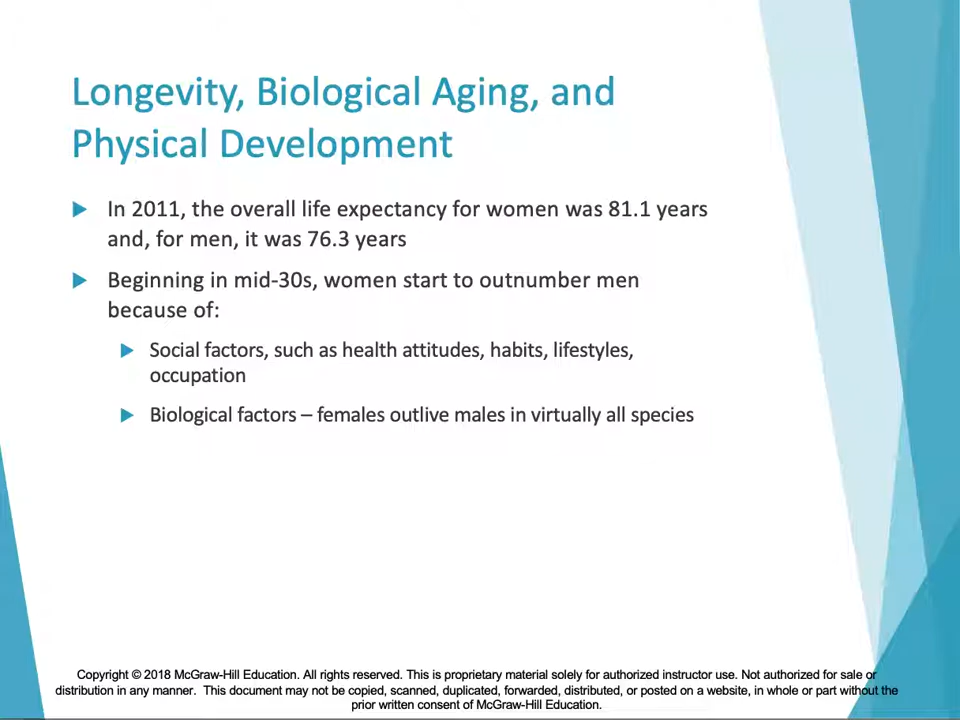 Longevity, Biological Aging, and
Physical Development
In 2011, the overall life expectancy for women was 81.1 years
and, for men, it was 76.3 years
Beginning in mid-30s, women start to outnumber men
because of:
Social factors, such as health attitudes, habits, lifestyles,
occupation
Biological factors – females outlive males in virtually all species
Copyright © 2018 McGraw-Hill Education. All rights reserved. This is proprietary material solely for authorized instructor use. Not authorized for sale or
distribution in any manner. This document may not be copied, scanned, duplicated, forwarded, distributed, or posted on a website, in whole or part without the
prior written consent of McGraw-Hill Education.